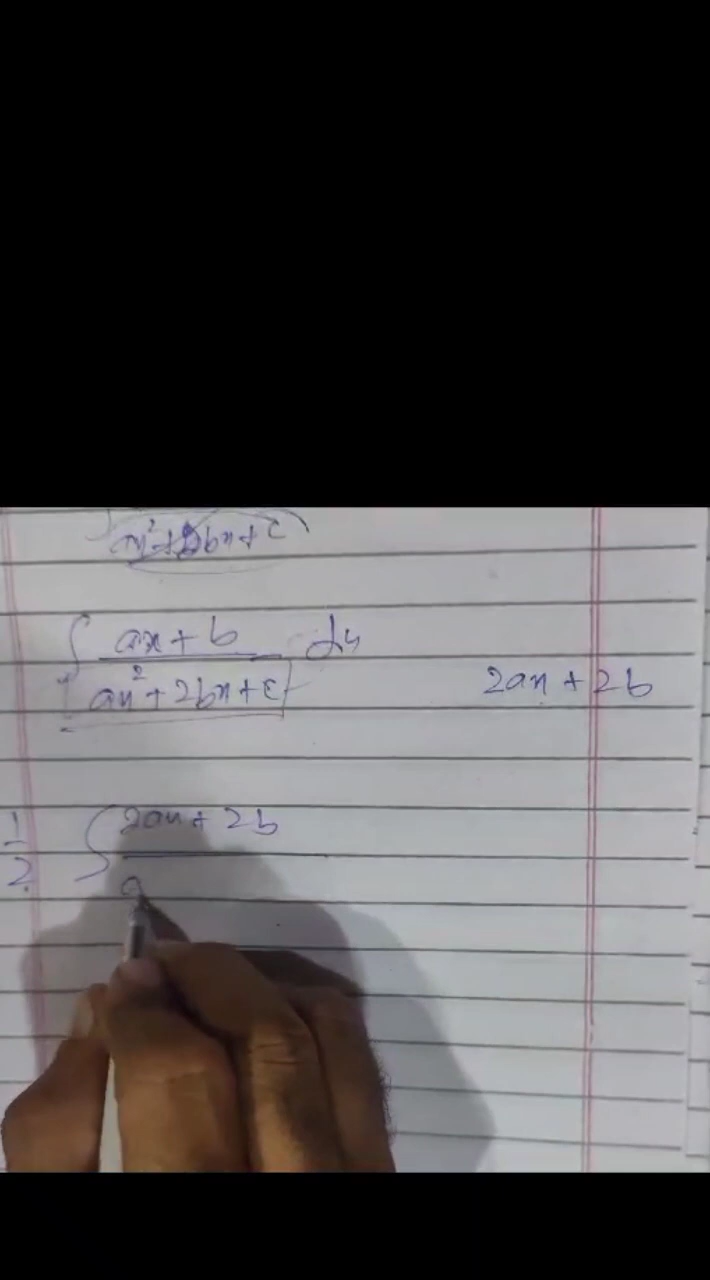 ax²+2bx+c
∫ ax+b dx
ax²+2bx+c
2ax+2b
1/2 ∫ 2ax+2b
a